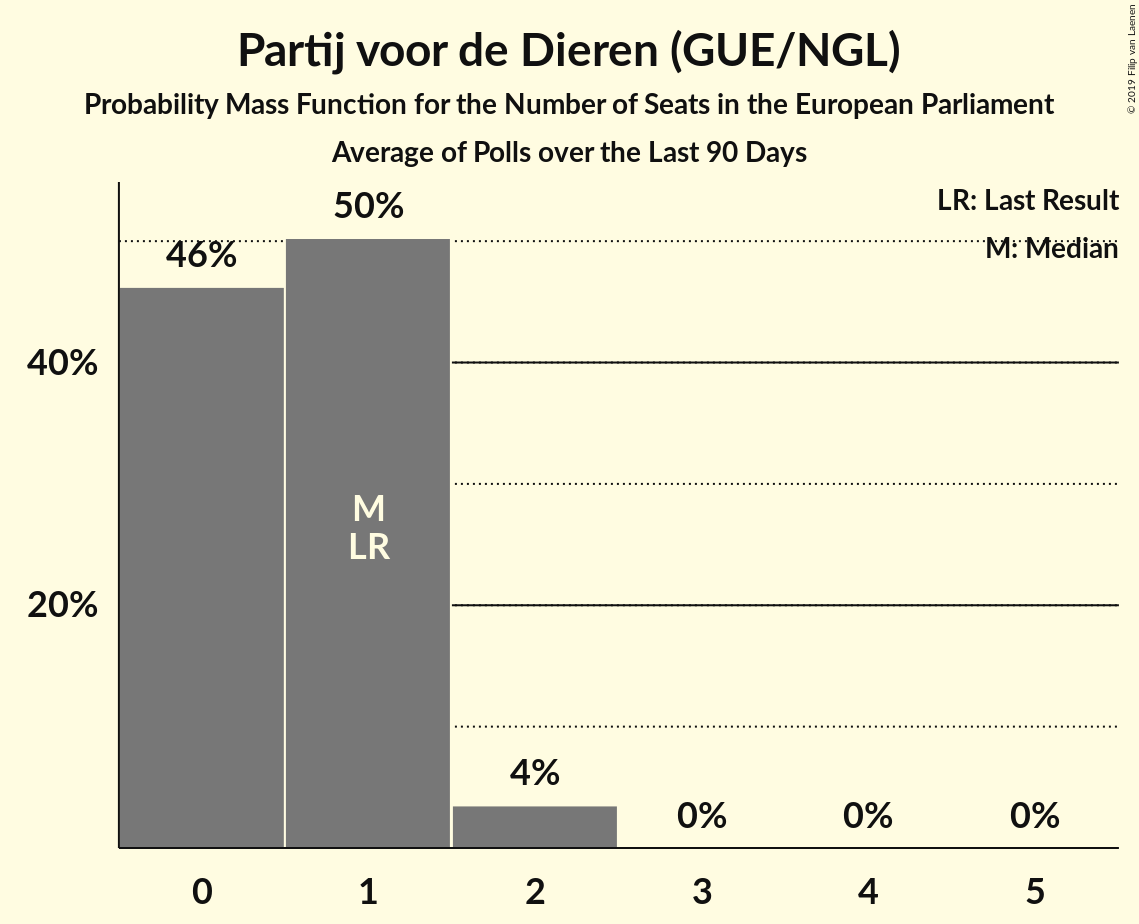 Partij voor de Dieren (GUE/NGL)
Probability Mass Function for the Number of Seats in the European Parliament
Average of Polls over the Last 90 Days
© 2019 Filip van Laenen
LR: Last Result
M: Median
50%
46%
40%
M
LR
20%
4%
0%
0%
0%
0
1
2
3
4
5